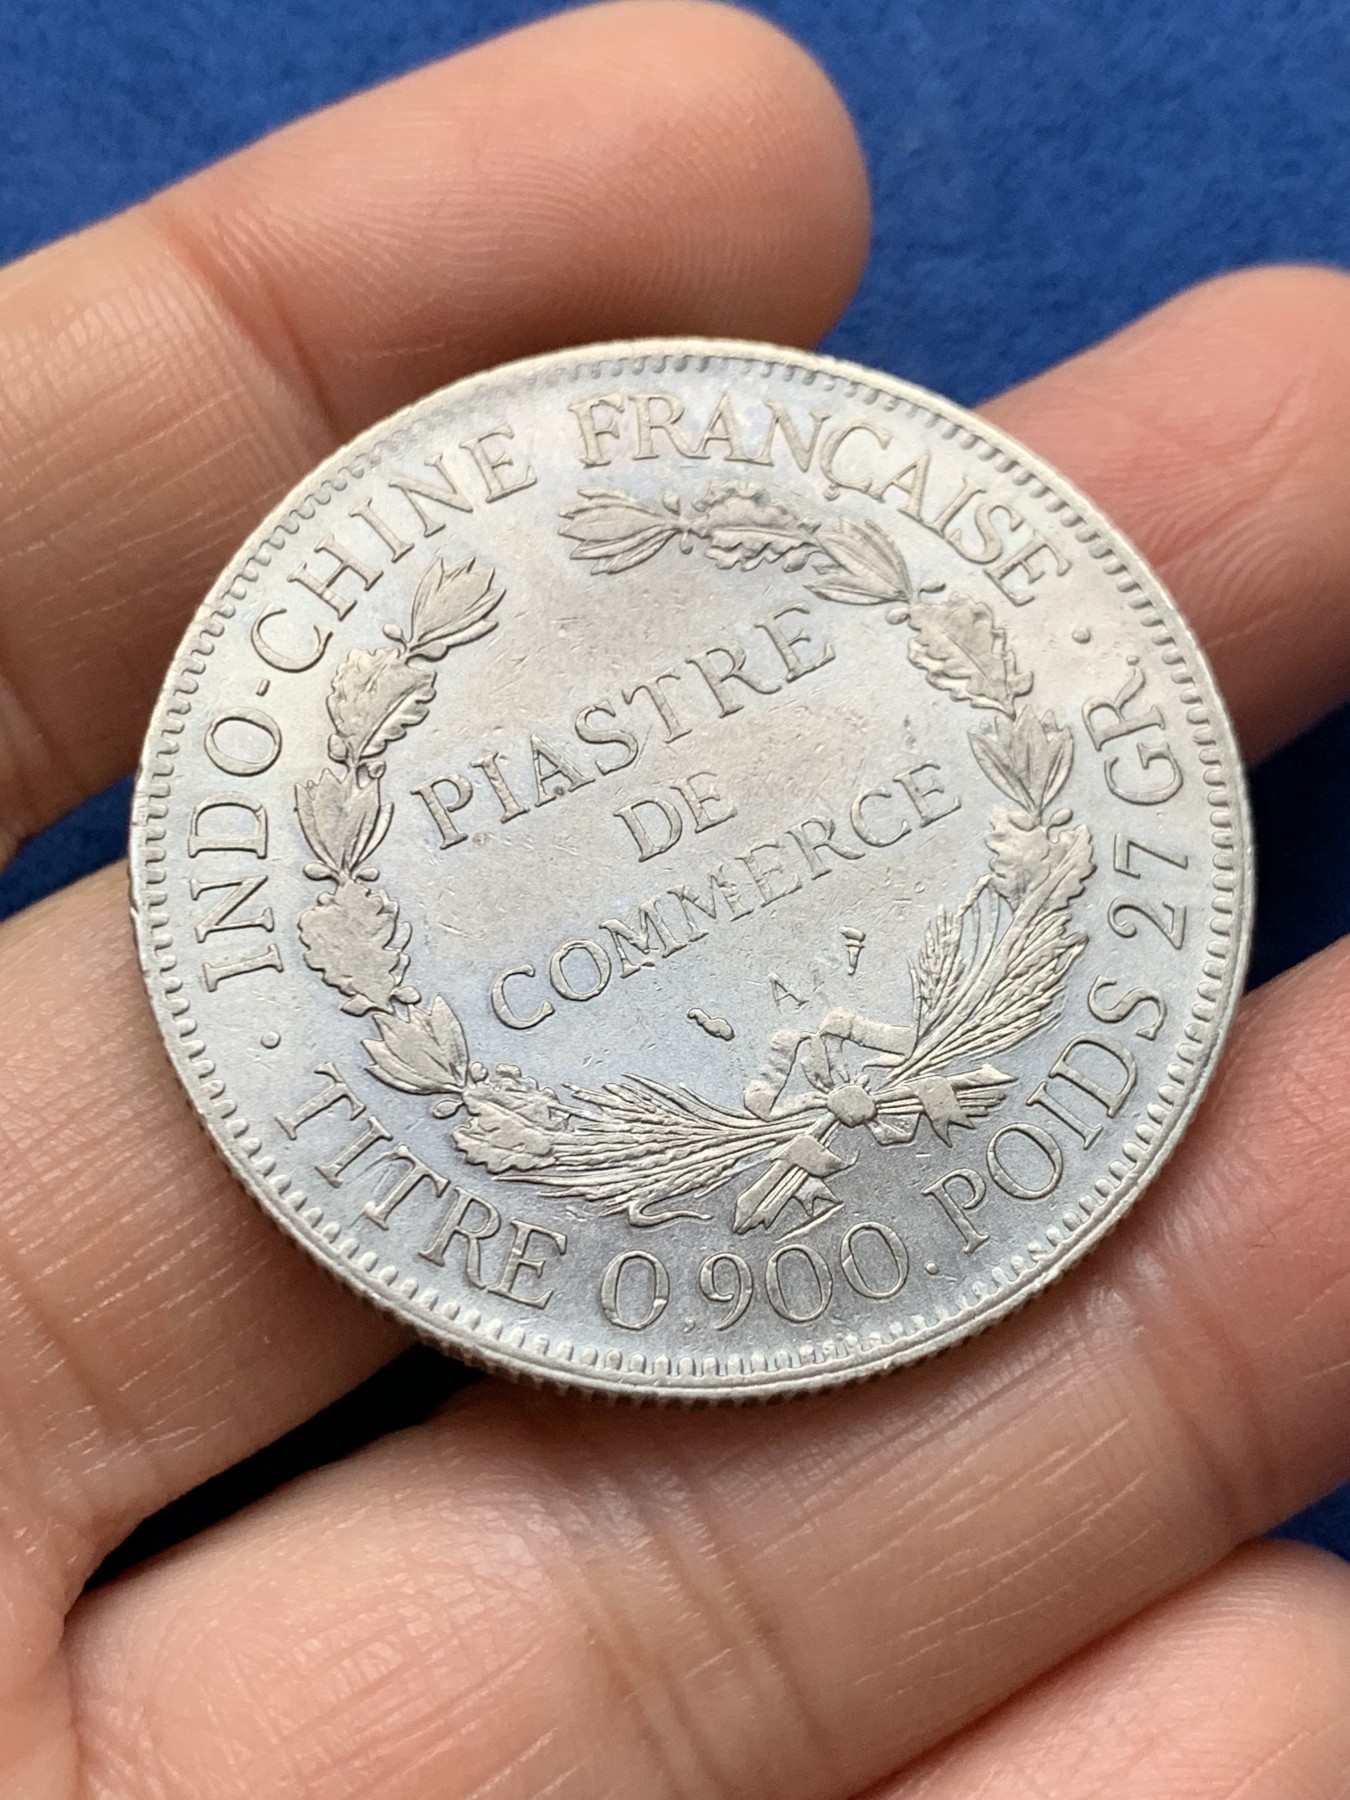 INDO-CHINE FRANÇAISE
PIASTRE
DE
COMMERCE
A
· TITRE 0,900. POIDS 27 GR. ·